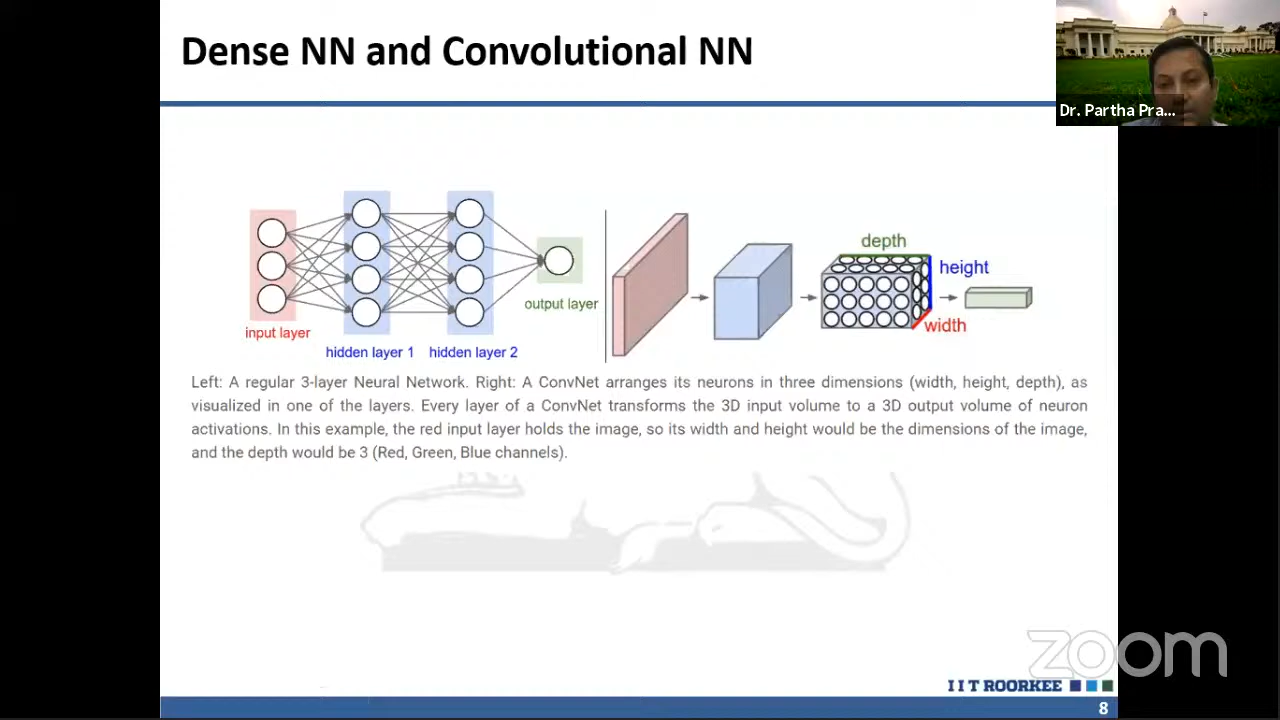 Dense NN and Convolutional NN
Dr. Partha Pra...
input layer
hidden layer 1
hidden layer 2
output layer
depth
height
width
Left: A regular 3-layer Neural Network. Right: A ConvNet arranges its neurons in three dimensions (width, height, depth), as
visualized in one of the layers. Every layer of a ConvNet transforms the 3D input volume to a 3D output volume of neuron
activations. In this example, the red input layer holds the image, so its width and height would be the dimensions of the image,
and the depth would be 3 (Red, Green, Blue channels).
zoom
I I T ROORKEE
8